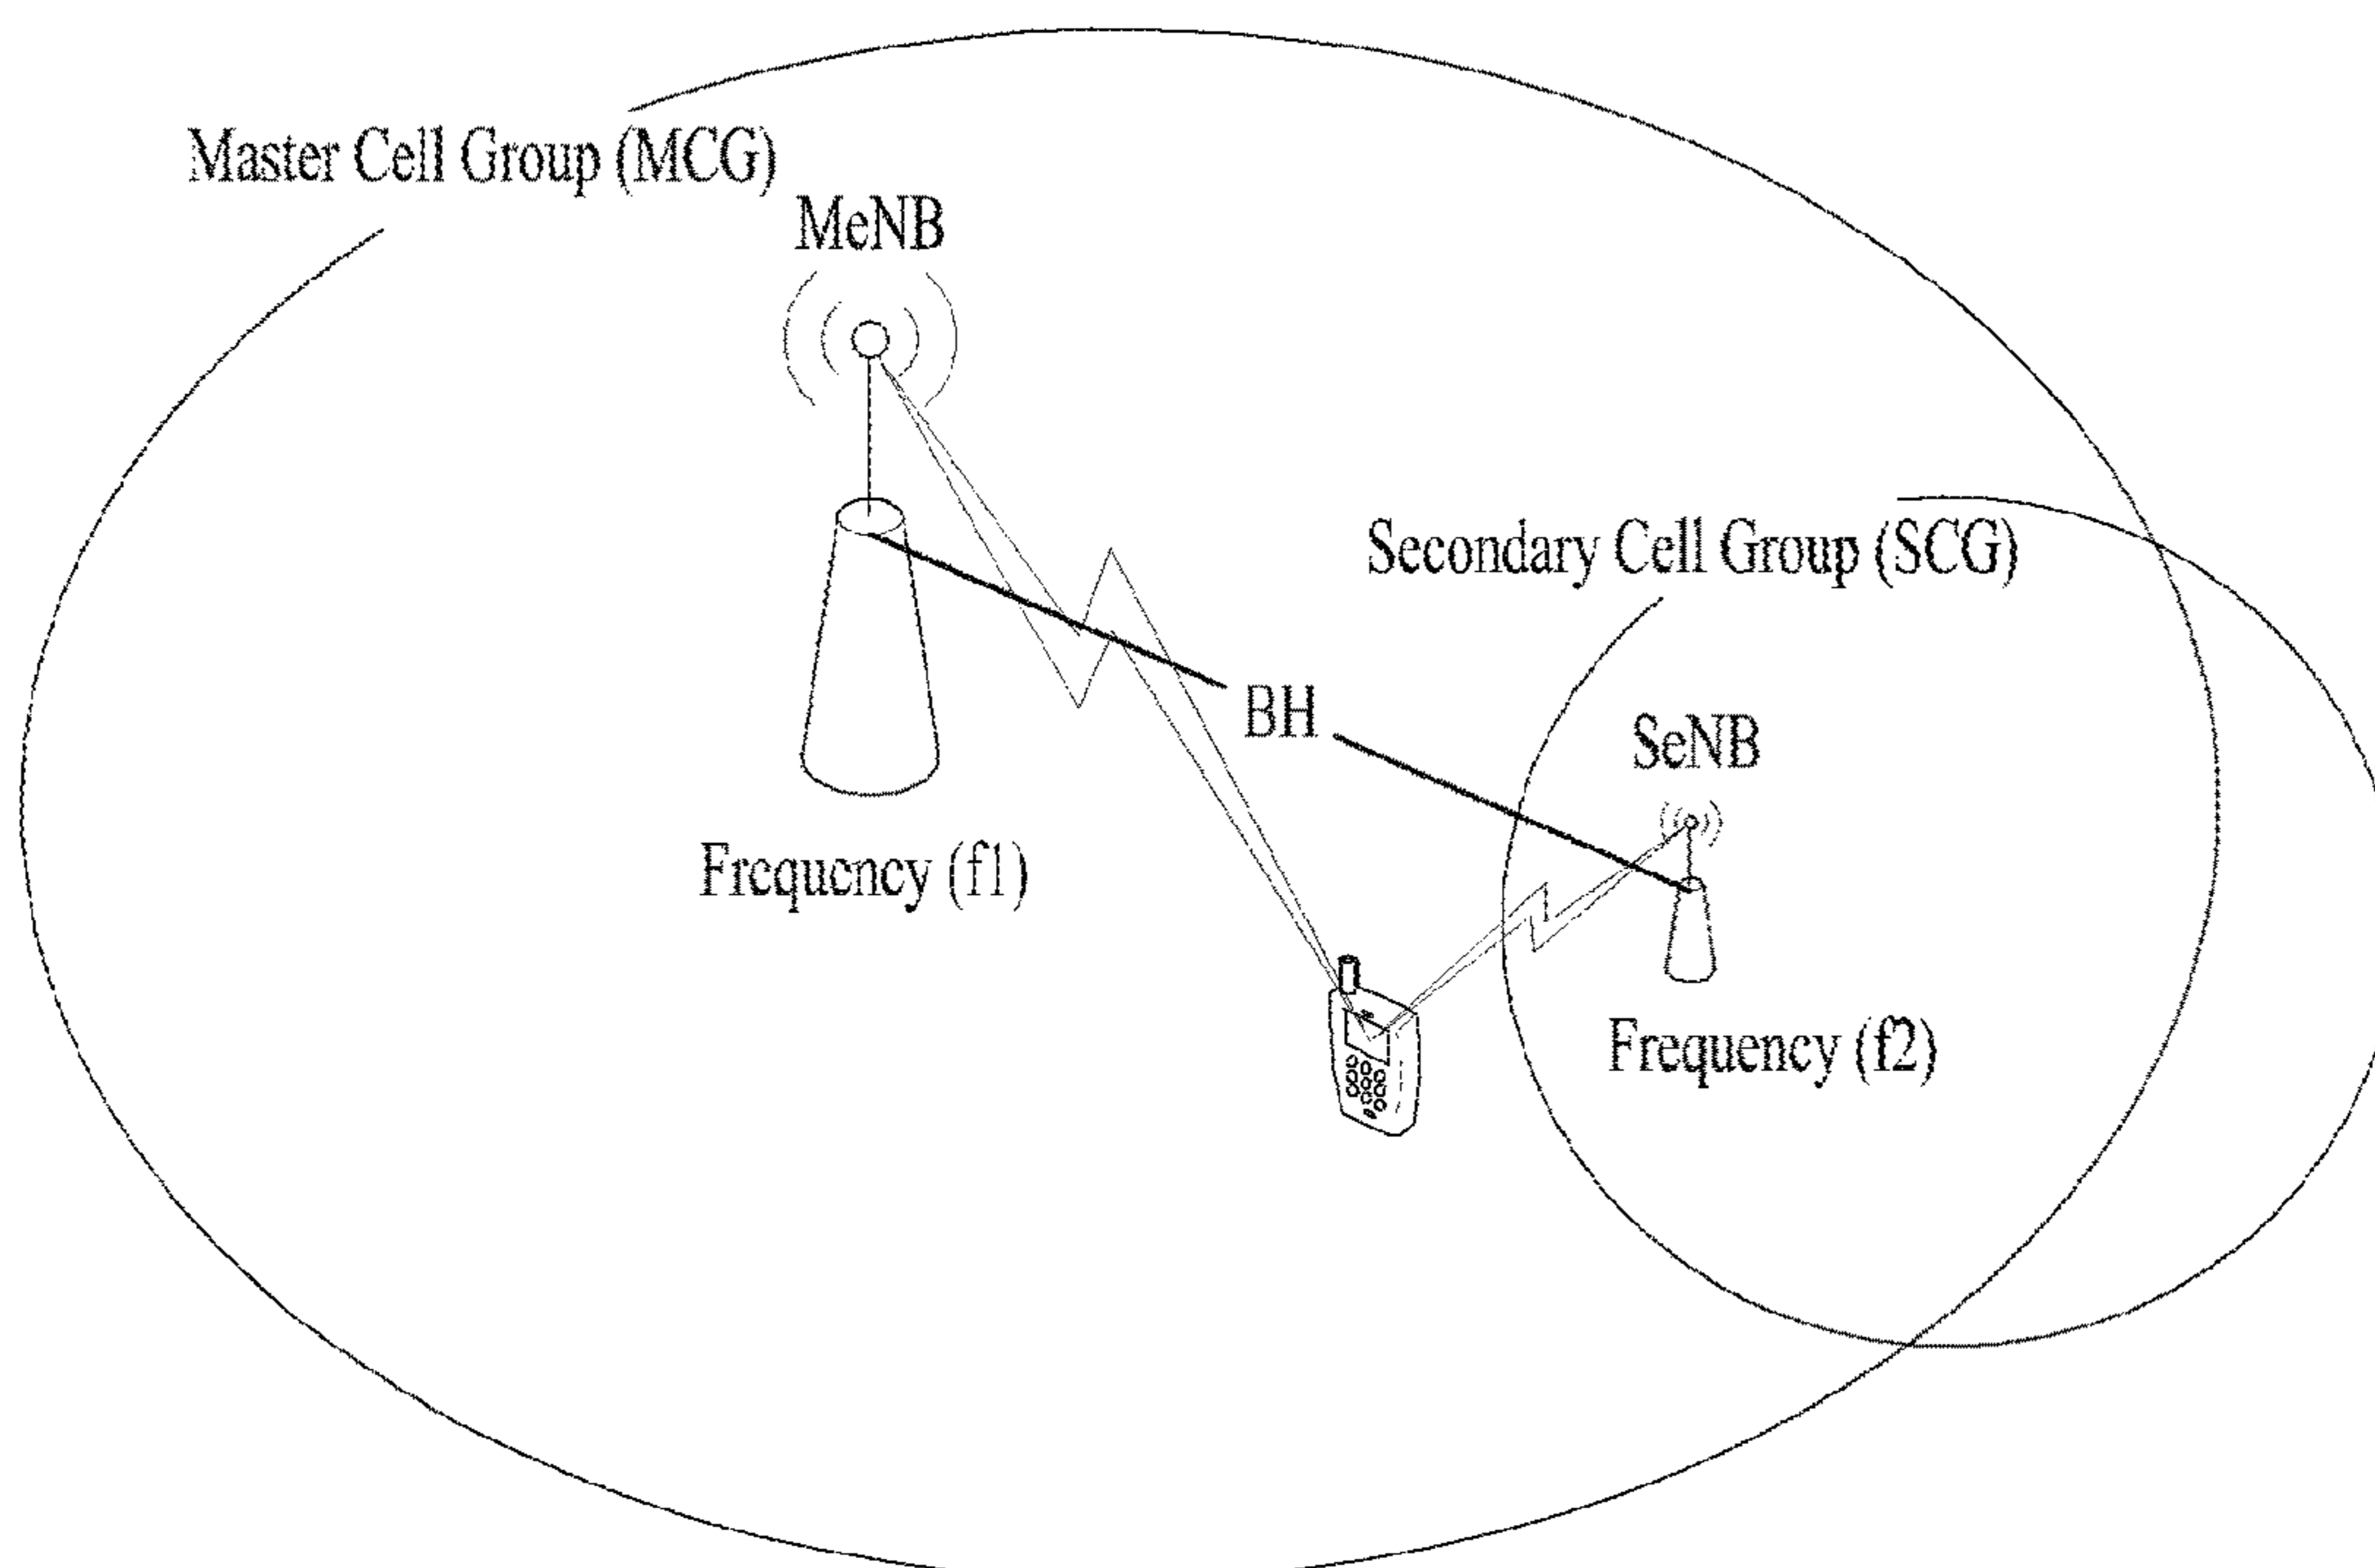 Master Cell Group (MCG)
MeNB
Secondary Cell Group (SCG)
BH
SeNB
Frequency (f1)
Frequency (f2)